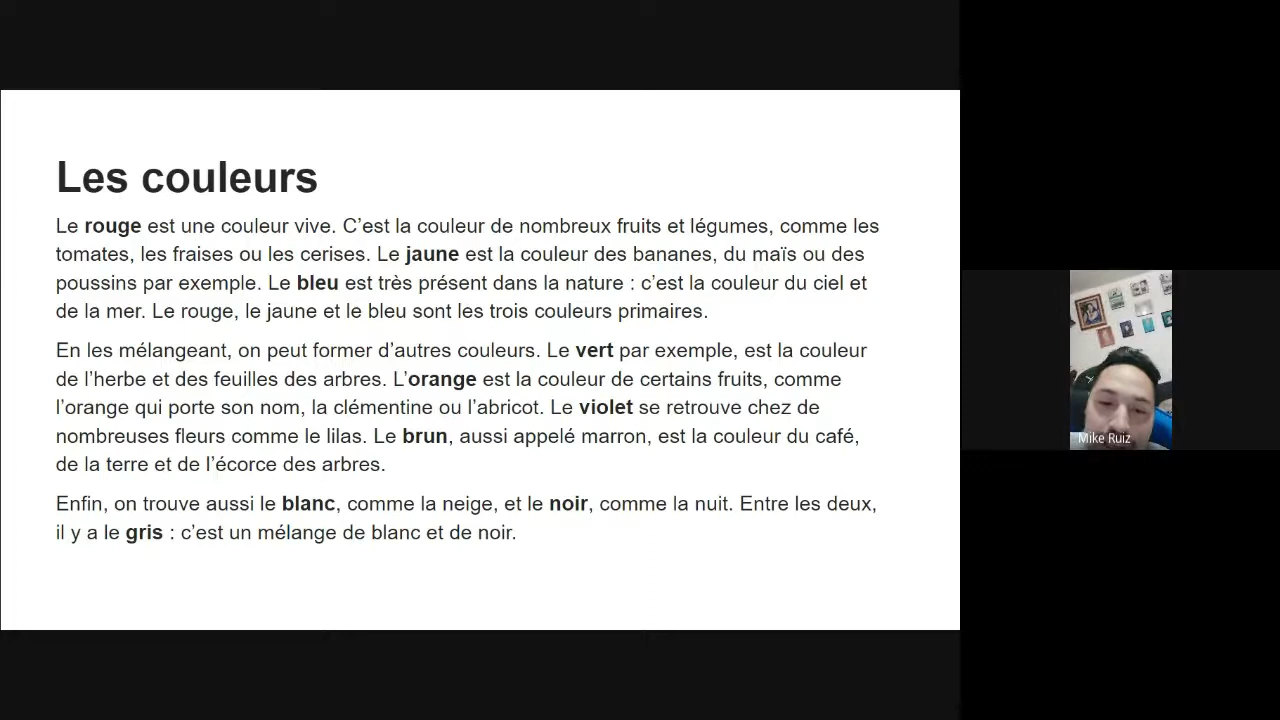 Les couleurs
Le rouge est une couleur vive. C’est la couleur de nombreux fruits et légumes, comme les
tomates, les fraises ou les cerises. Le jaune est la couleur des bananes, du maïs ou des
poussins par exemple. Le bleu est très présent dans la nature : c’est la couleur du ciel et
de la mer. Le rouge, le jaune et le bleu sont les trois couleurs primaires.
En les mélangeant, on peut former d’autres couleurs. Le vert par exemple, est la couleur
de l’herbe et des feuilles des arbres. L’orange est la couleur de certains fruits, comme
l’orange qui porte son nom, la clémentine ou l’abricot. Le violet se retrouve chez de
nombreuses fleurs comme le lilas. Le brun, aussi appelé marron, est la couleur du café,
de la terre et de l’écorce des arbres.
Enfin, on trouve aussi le blanc, comme la neige, et le noir, comme la nuit. Entre les deux,
il y a le gris : c’est un mélange de blanc et de noir.
Mike Ruiz